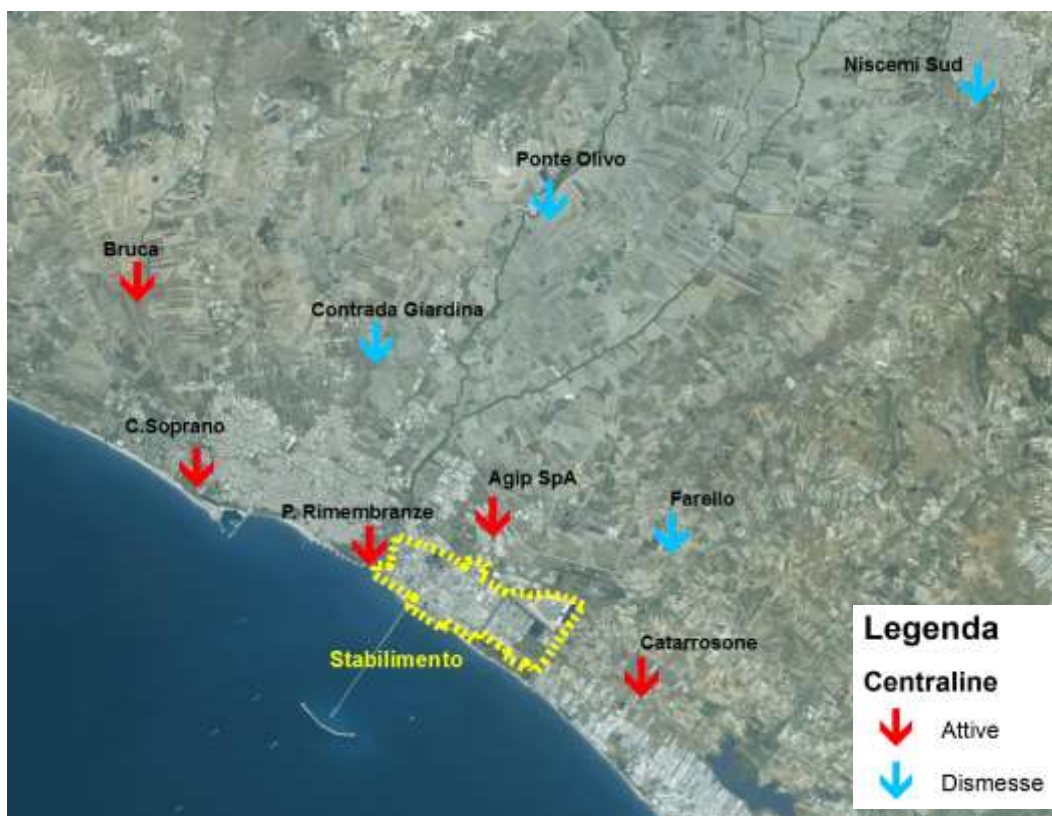 Niscemi Sud
Ponte Olivo
Bruca
Contrada Giardina
C.Soprano
Agip SpA
P. Rimembranze
Farello
Stabilimento
Catarrosone
Legenda
Centraline
Attive
Dismesse